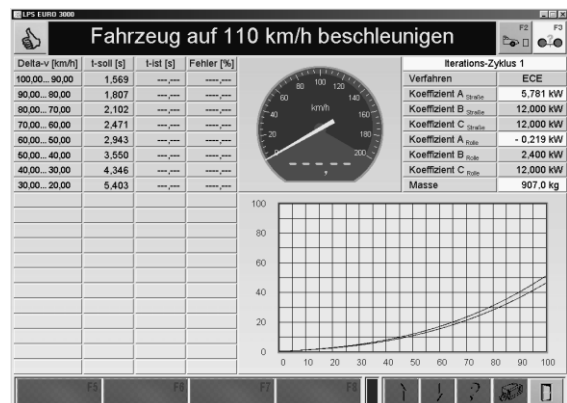 LPS EURO 3000
Fahrzeug auf 110 km/h beschleunigen
F2
F3
Delta-v [km/h] t-soll [s] t-ist [s] Fehler [%]
100,00... 90,00 1,569 ---,--- ----,---
90,00... 80,00 1,807 ---,--- ----,---
80,00... 70,00 2,102 ---,--- ----,---
70,00... 60,00 2,471 ---,--- ----,---
60,00... 50,00 2,943 ---,--- ----,---
50,00... 40,00 3,550 ---,--- ----,---
40,00... 30,00 4,346 ---,--- ----,---
30,00... 20,00 5,403 ---,--- ----,---
0 20 40 60 80 100 120 140 160 180 200
km/h
Iterations-Zyklus 1
Verfahren ECE
Koeffizient A Straße 5,781 kW
Koeffizient B Straße 12,000 kW
Koeffizient C Straße 12,000 kW
Koeffizient A Rolle - 0,219 kW
Koeffizient B Rolle 2,400 kW
Koeffizient C Rolle 12,000 kW
Masse 907,0 kg
100
80
60
40
20
0
0 10 20 30 40 50 60 70 80 90 100
F5 F6 F7 F8